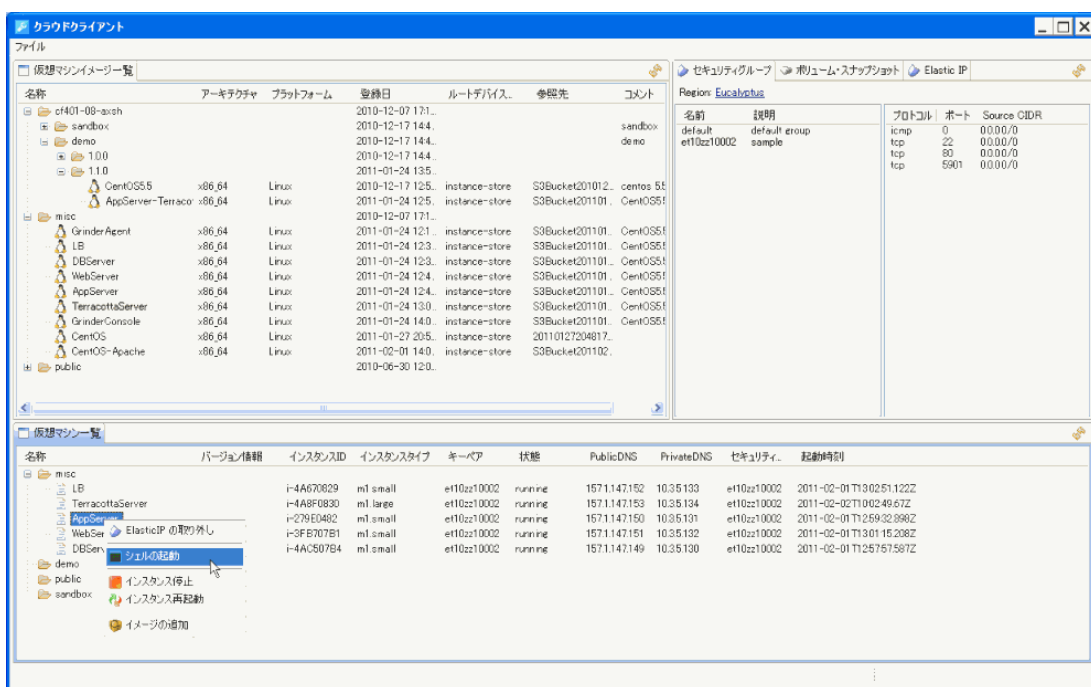 クラウドクライアント
ファイル
仮想マシンイメージ一覧
名称 アーキテクチャ プラットフォーム 登録日 ルートデバイス... 参照先 コメント
cf401-08-axsh 2010-12-07 17:1...
sandbox 2010-12-17 14:4... sandbox
demo 2010-12-17 14:4... demo
1.0.0 2010-12-17 14:4...
1.1.0 2011-01-24 13:5...
CentOS5.5 x86_64 Linux 2010-12-17 12:5... instance-store S3Bucket201012... centos 5.5
AppServer-Terraco x86_64 Linux 2011-01-24 12:5... instance-store S3Bucket201101... CentOS5.5
misc 2010-12-07 17:1...
GrinderAgent x86_64 Linux 2011-01-24 12:1... instance-store S3Bucket201101... CentOS5.5
LB x86_64 Linux 2011-01-24 12:3... instance-store S3Bucket201101... CentOS5.5
DBServer x86_64 Linux 2011-01-24 12:3... instance-store S3Bucket201101... CentOS5.5
WebServer x86_64 Linux 2011-01-24 12:4... instance-store S3Bucket201101... CentOS5.5
AppServer x86_64 Linux 2011-01-24 12:4... instance-store S3Bucket201101... CentOS5.5
TerracottaServer x86_64 Linux 2011-01-24 13:0... instance-store S3Bucket201101... CentOS5.5
GrinderConsole x86_64 Linux 2011-01-24 14:0... instance-store S3Bucket201101... CentOS5.5
CentOS x86_64 Linux 2011-01-27 20:5... instance-store 20110127204817...
CentOS-Apache x86_64 Linux 2011-02-01 14:0... instance-store S3Bucket201102...
public 2010-06-30 12:0...
セキュリティグループ ボリューム・スナップショット Elastic IP
Region: Eucalyptus
名前 説明
default default group
et10zz10002 sample
プロトコル ポート Source CIDR
icmp 0 0.0.0.0/0
tcp 22 0.0.0.0/0
tcp 80 0.0.0.0/0
tcp 5901 0.0.0.0/0
仮想マシン一覧
名称 バージョン情報 インスタンスID インスタンスタイプ キーペア 状態 PublicDNS PrivateDNS セキュリティ... 起動時刻
misc
LB i-4A670829 m1.small et10zz10002 running 157.1.147.152 10.35.133 et10zz10002 2011-02-01T13:02:51.122Z
TerracottaServer i-4A8F0830 m1.large et10zz10002 running 157.1.147.153 10.35.134 et10zz10002 2011-02-02T10:02:49.67Z
AppServer i-279E0482 m1.small et10zz10002 running 157.1.147.150 10.35.131 et10zz10002 2011-02-01T12:59:32.898Z
WebSer i-3FB707B1 m1.small et10zz10002 running 157.1.147.151 10.35.132 et10zz10002 2011-02-01T13:01:15.208Z
DBServ i-4AC507B4 m1.small et10zz10002 running 157.1.147.149 10.35.130 et10zz10002 2011-02-01T12:57:57.587Z
demo
public
sandbox
ElasticIP の取り外し
シェルの起動
インスタンス停止
インスタンス再起動
イメージの追加